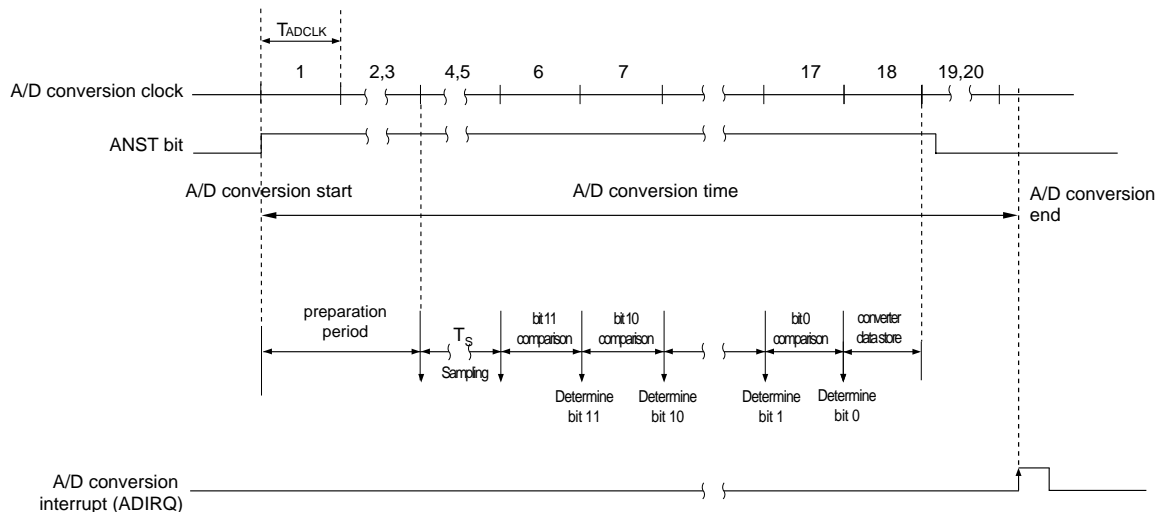 TADCLK
1 2,3 4,5 6 7 17 18 19,20
A/D conversion clock
ANST bit
A/D conversion start A/D conversion time A/D conversion
end
preparation
period
TS
Sampling
bit 11
comparison
bit 10
comparison
bit 0
comparison
converter
data store
Determine
bit 11
Determine
bit 10
Determine
bit 1
Determine
bit 0
A/D conversion
interrupt (ADIRQ)